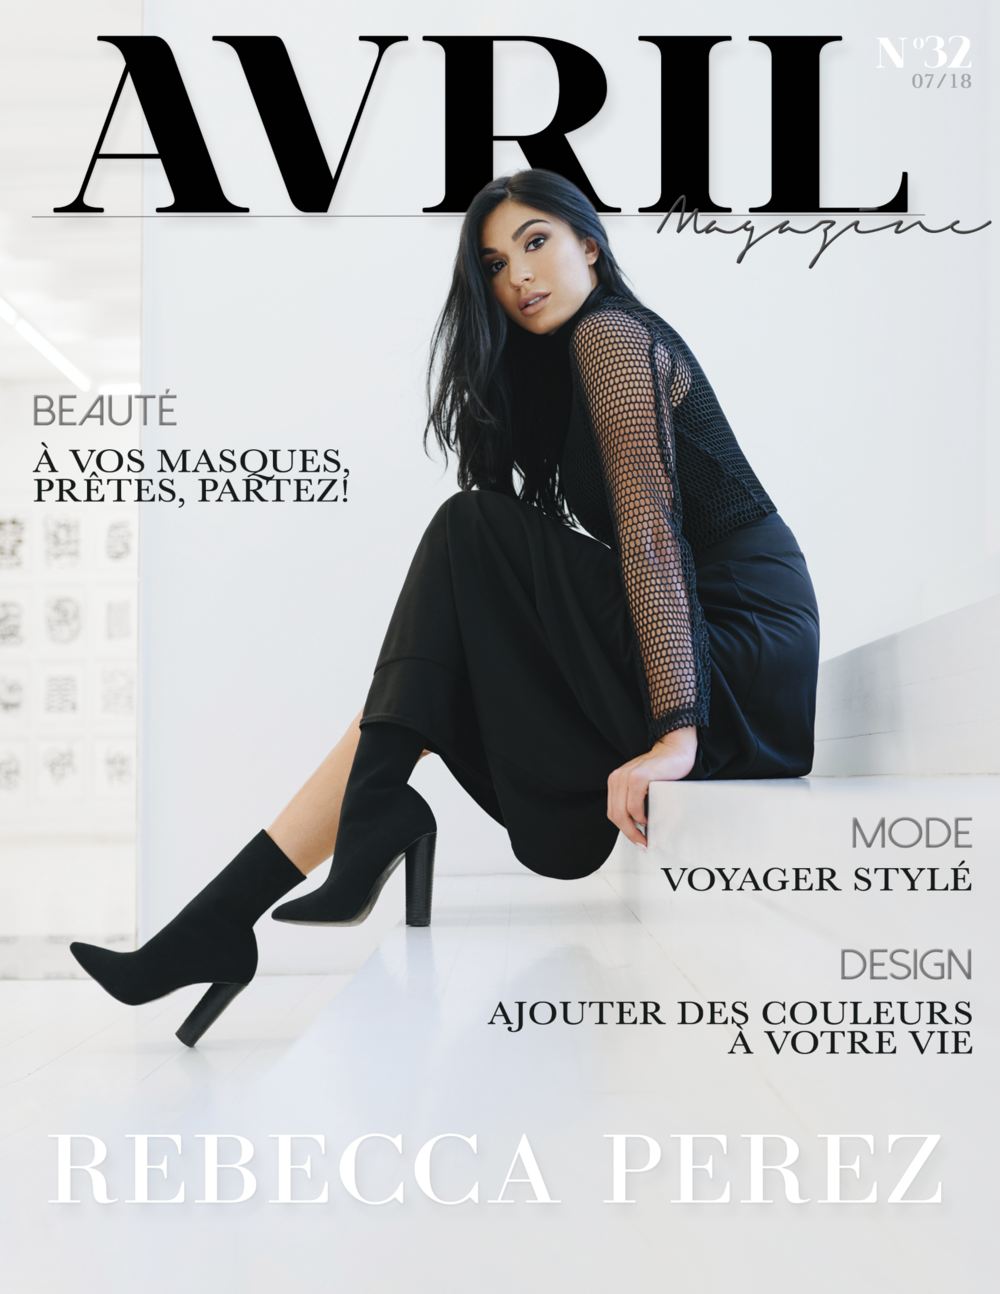 AVRIL
Nº32
07/18
Magazine
BEAUTÉ
À VOS MASQUES,
PRÊTES, PARTEZ!
MODE
VOYAGER STYLÉ
DESIGN
AJOUTER DES COULEURS
À VOTRE VIE
REBECCA PEREZ